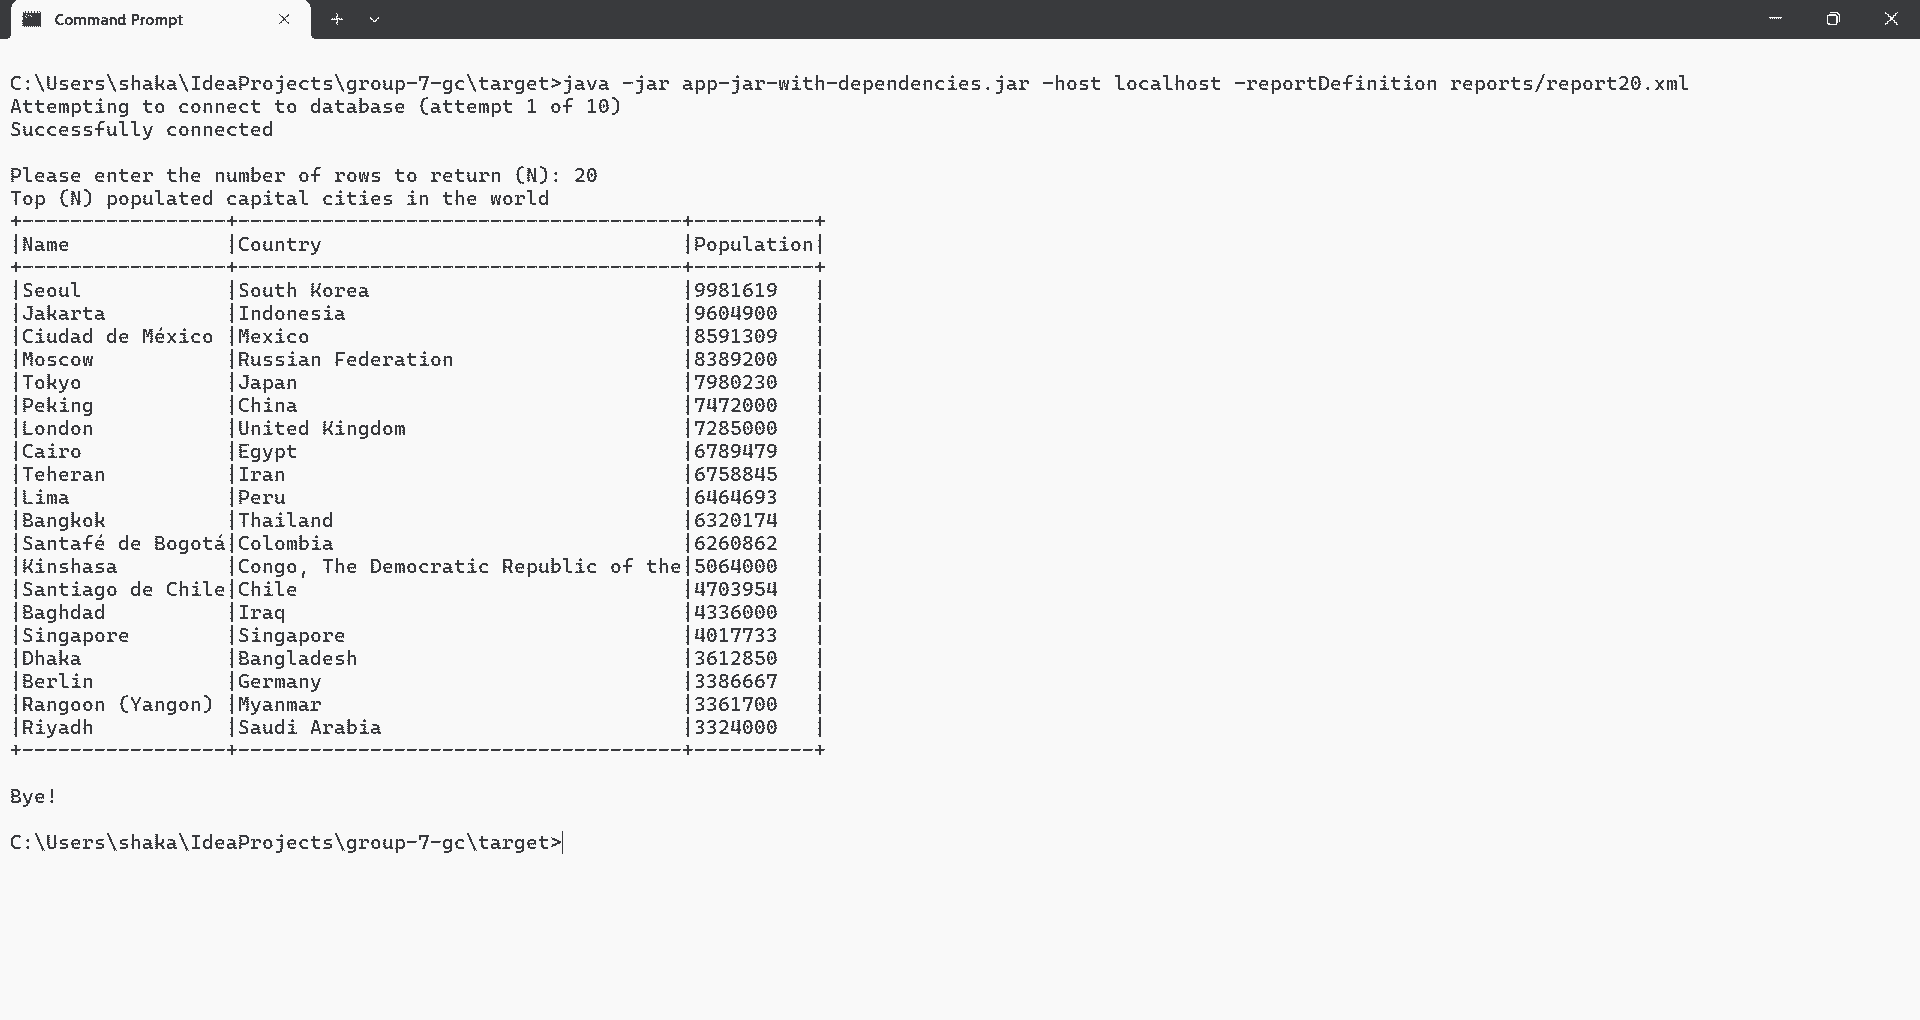 Command Prompt
C:\Users\shaka\IdeaProjects\group-7-gc\target>java -jar app-jar-with-dependencies.jar -host localhost -reportDefinition reports/report20.xml
Attempting to connect to database (attempt 1 of 10)
Successfully connected
Please enter the number of rows to return (N): 20
Top (N) populated capital cities in the world
+-----------------+-------------------------------------+----------+
|Name             |Country                              |Population|
+-----------------+-------------------------------------+----------+
|Seoul            |South Korea                          |9981619   |
|Jakarta          |Indonesia                            |9604900   |
|Ciudad de México |Mexico                               |8591309   |
|Moscow           |Russian Federation                   |8389200   |
|Tokyo            |Japan                                |7980230   |
|Peking           |China                                |7472000   |
|London           |United Kingdom                       |7285000   |
|Cairo            |Egypt                                |6789479   |
|Teheran          |Iran                                 |6758845   |
|Lima             |Peru                                 |6464693   |
|Bangkok          |Thailand                             |6320174   |
|Santafé de Bogotá|Colombia                             |6260862   |
|Kinshasa         |Congo, The Democratic Republic of the|5064000   |
|Santiago de Chile|Chile                                |4703954   |
|Baghdad          |Iraq                                 |4336000   |
|Singapore        |Singapore                            |4017733   |
|Dhaka            |Bangladesh                           |3612850   |
|Berlin           |Germany                              |3386667   |
|Rangoon (Yangon) |Myanmar                              |3361700   |
|Riyadh           |Saudi Arabia                         |3324000   |
+-----------------+-------------------------------------+----------+
Bye!
C:\Users\shaka\IdeaProjects\group-7-gc\target>